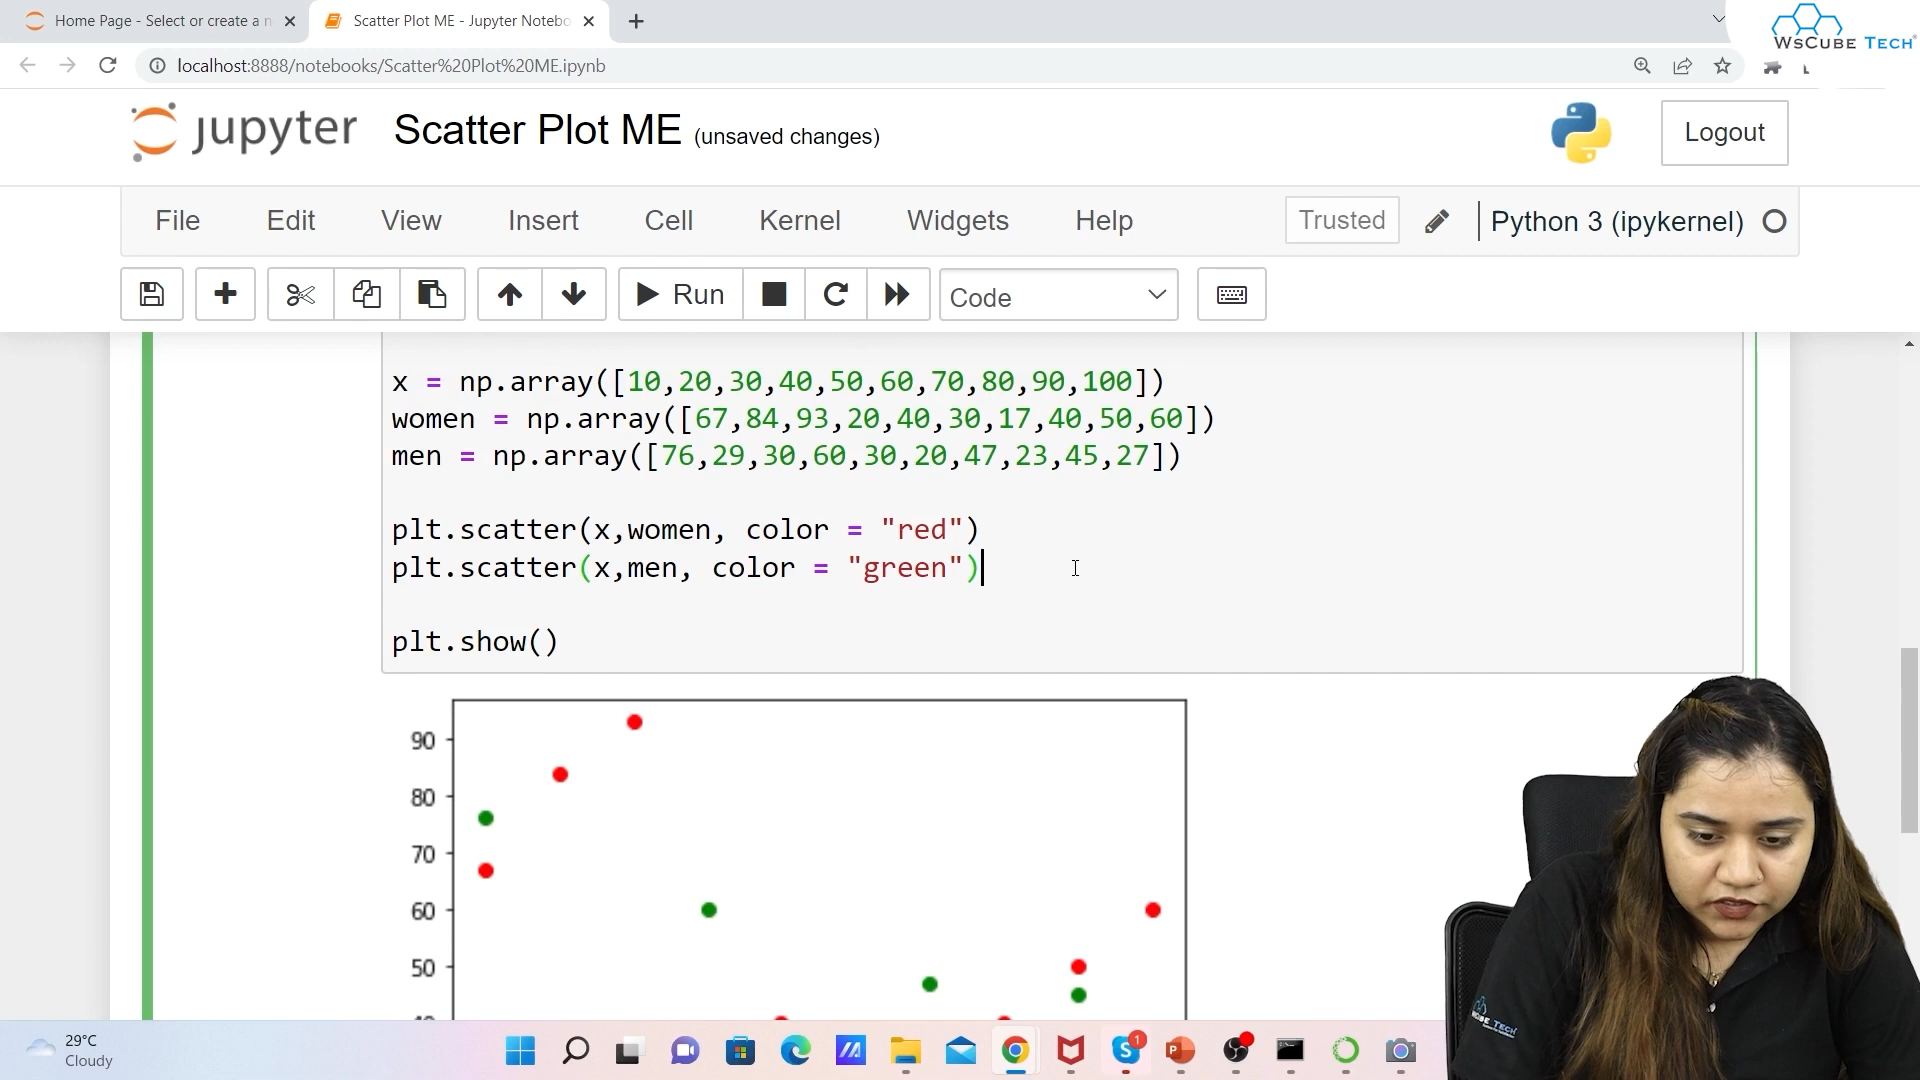 Home Page - Select or create a n
Scatter Plot ME - Jupyter Notebo
WsCube Tech
localhost:8888/notebooks/Scatter%20Plot%20ME.ipynb
jupyter Scatter Plot ME (unsaved changes)
Logout
File Edit View Insert Cell Kernel Widgets Help Trusted Python 3 (ipykernel)
Run Code
x = np.array([10,20,30,40,50,60,70,80,90,100])
women = np.array([67,84,93,20,40,30,17,40,50,60])
men = np.array([76,29,30,60,30,20,47,23,45,27])
plt.scatter(x,women, color = "red")
plt.scatter(x,men, color = "green")
plt.show()
90
80
70
60
50
40
29°C
Cloudy
1